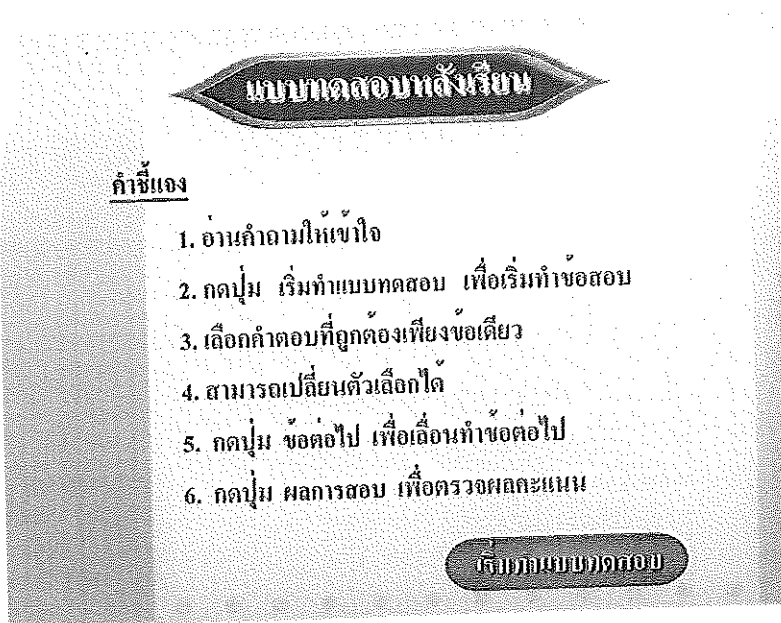 แบบทดสอบหลังเรียน
คำชี้แจง
1. อ่านคำถามให้เข้าใจ
2. กดปุ่ม เริ่มทำแบบทดสอบ เพื่อเริ่มทำข้อสอบ
3. เลือกคำตอบที่ถูกต้องเพียงข้อเดียว
4. สามารถเปลี่ยนตัวเลือกได้
5. กดปุ่ม ข้อต่อไป เพื่อเลื่อนทำข้อต่อไป
6. กดปุ่ม ผลการสอบ เพื่อตรวจผลคะแนน
เริ่มทำแบบทดสอบ